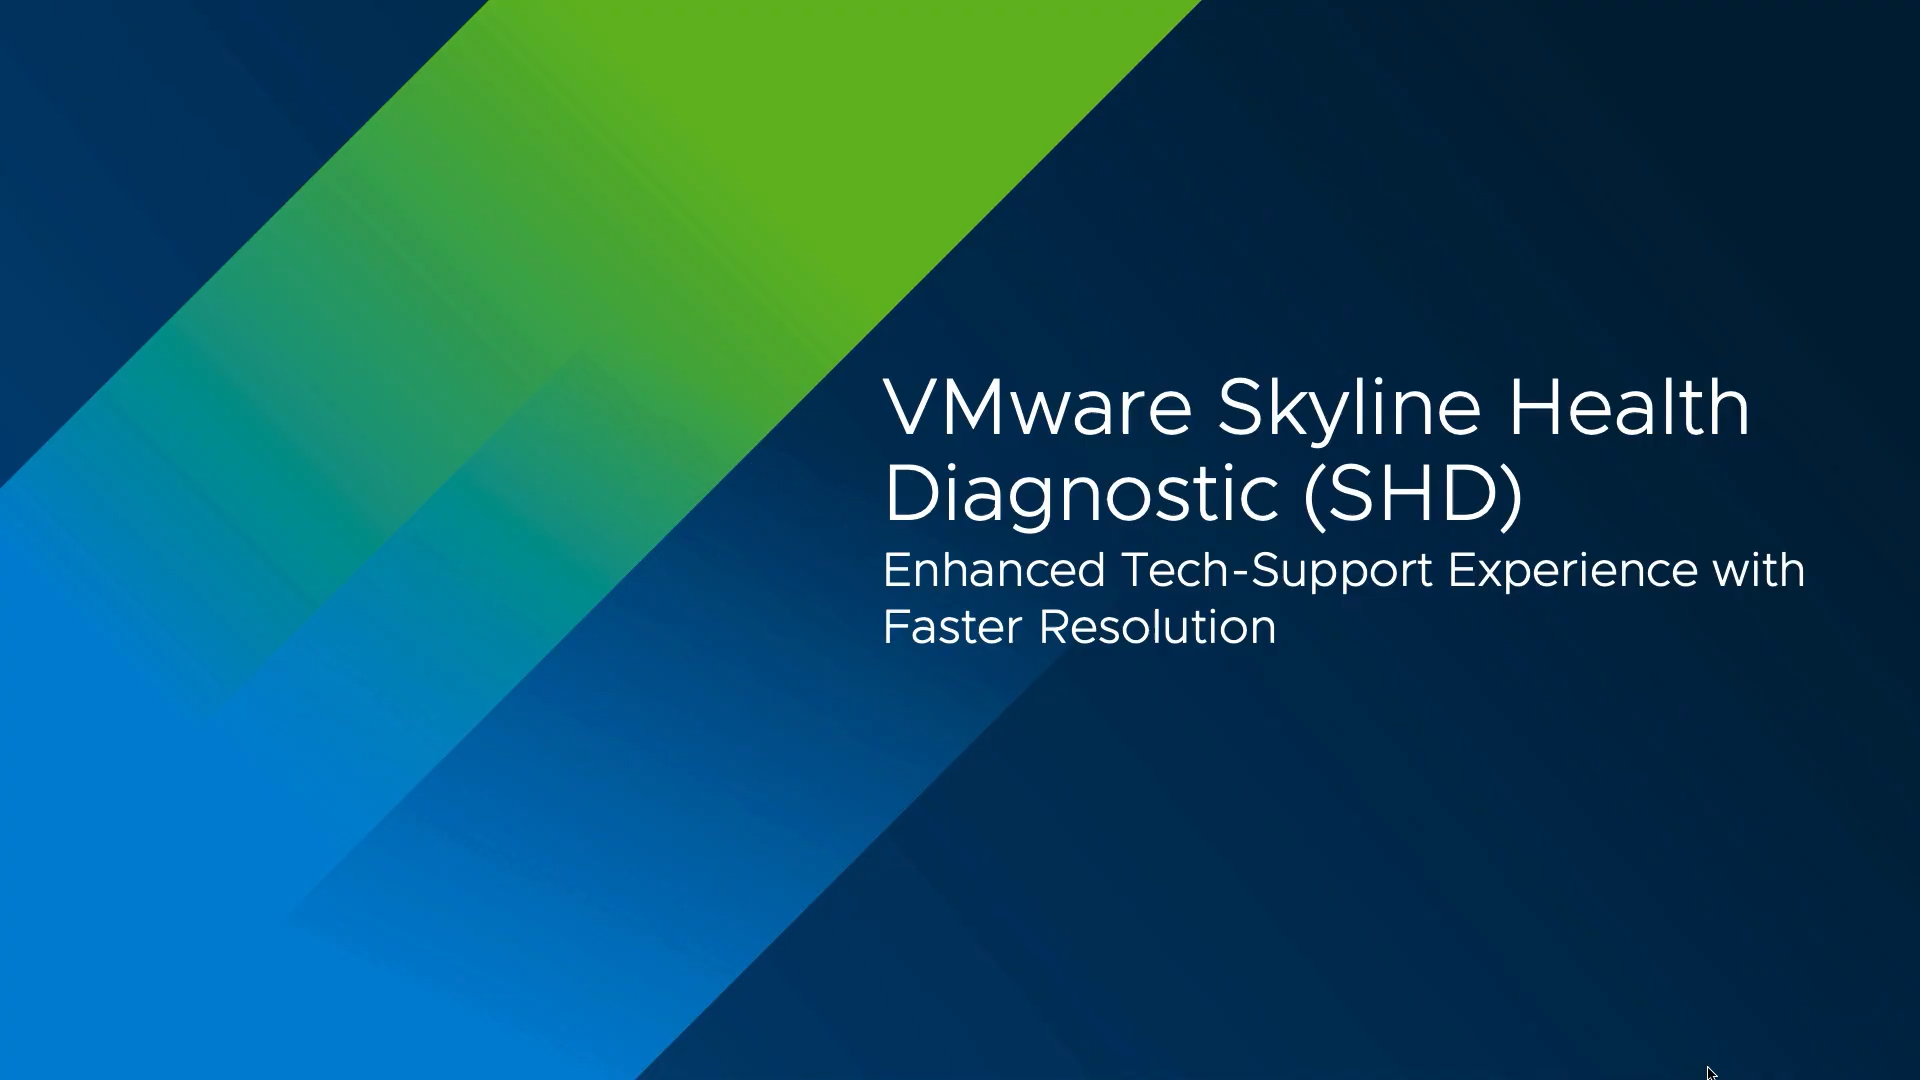 VMware Skyline Health
Diagnostic (SHD)
Enhanced Tech-Support Experience with
Faster Resolution